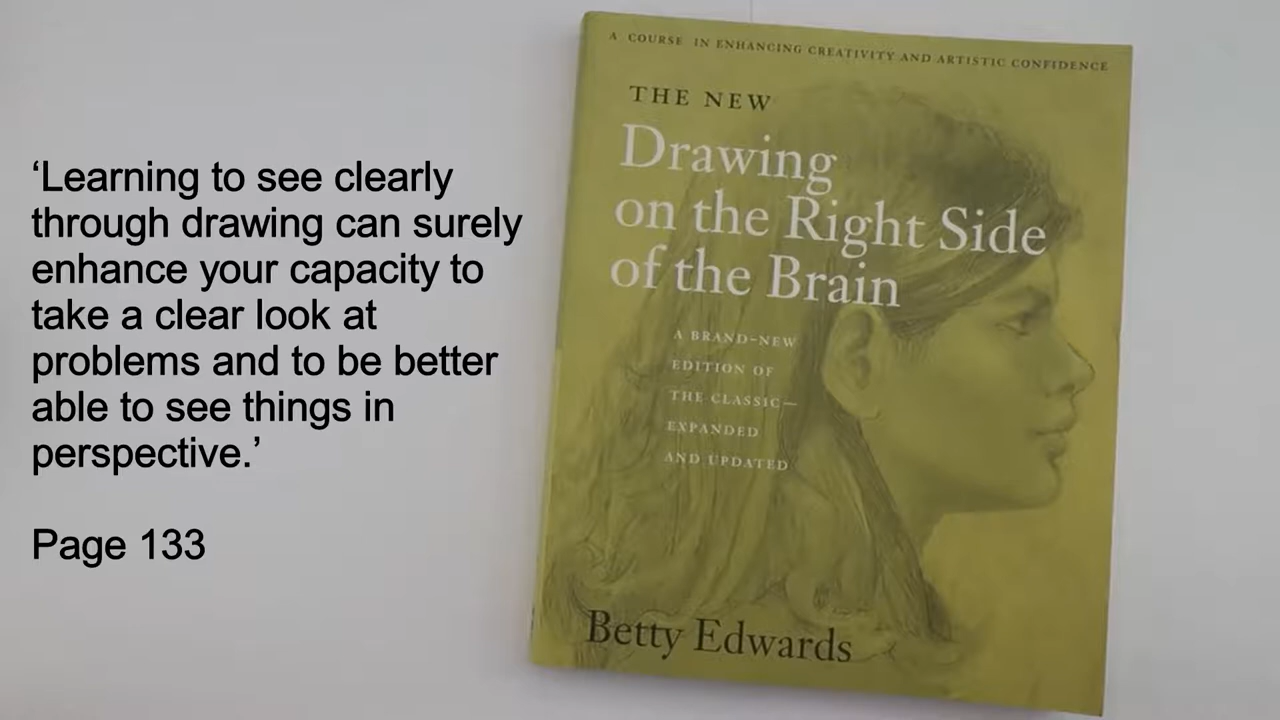 ‘Learning to see clearly
through drawing can surely
enhance your capacity to
take a clear look at
problems and to be better
able to see things in
perspective.’
Page 133
A COURSE IN ENHANCING CREATIVITY AND ARTISTIC CONFIDENCE
THE NEW
Drawing
on the Right Side
of the Brain
A BRAND-NEW
EDITION OF
THE CLASSIC—
EXPANDED
AND UPDATED
Betty Edwards